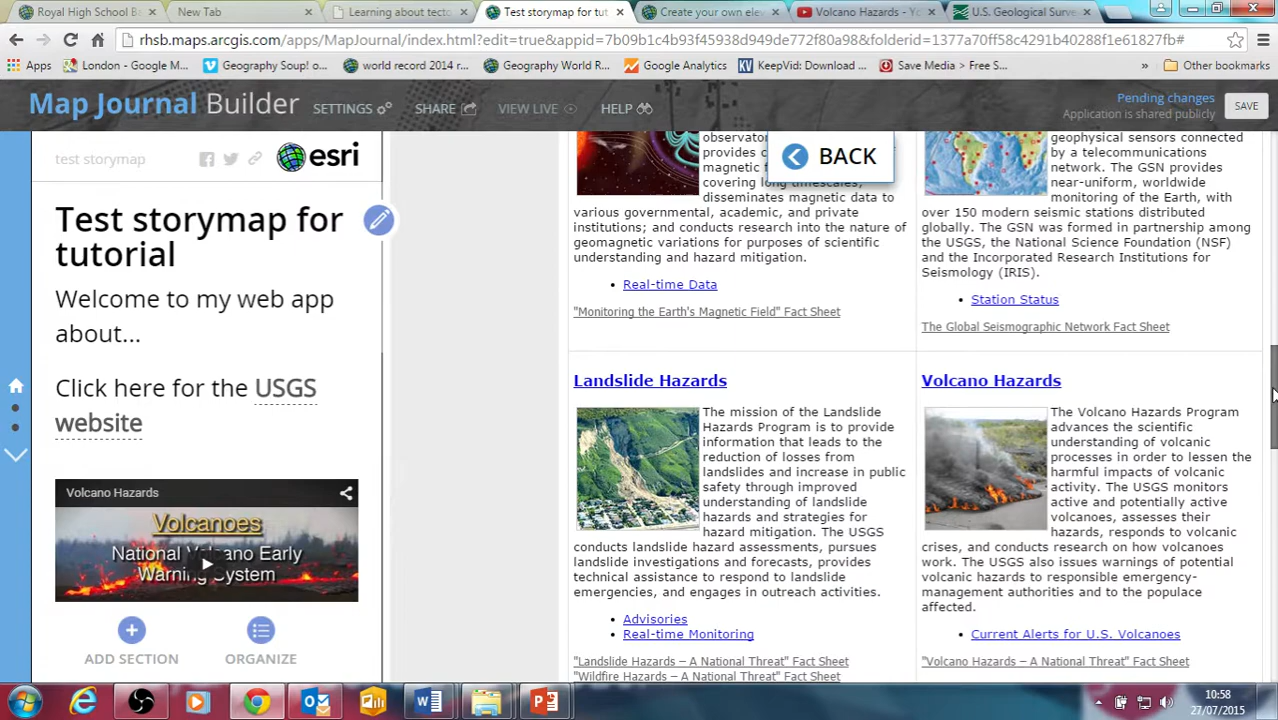 Royal High School B
New Tab
Learning about tecto
Test storymap for tut
Create your own elev
Volcano Hazards - Yo
U.S. Geological Surve
rhsb.maps.arcgis.com/apps/MapJournal/index.html?edit=true&appid=7b09b1c4b93f45938d949de772f80a98&folderid=1377a70ff58c4291b40288f1e61827fb#
Apps
London - Google M...
Geography Soup! o...
world record 2014 r...
Geography World R...
Google Analytics
KeepVid: Download ...
Save Media > Free S...
»
Other bookmarks
Map Journal Builder
SETTINGS
SHARE
VIEW LIVE
HELP
Pending changes
Application is shared publicly
SAVE
test storymap
esri
Test storymap for
tutorial
Welcome to my web app
about...
Click here for the USGS
website
Volcano Hazards
Volcanoes
National Volcano Early
Warning System
ADD SECTION
ORGANIZE
BACK
observator
provides c
magnetic f
covering long timescales;
disseminates magnetic data to
various governmental, academic, and private
institutions; and conducts research into the nature of
geomagnetic variations for purposes of scientific
understanding and hazard mitigation.
• Real-time Data
"Monitoring the Earth's Magnetic Field" Fact Sheet
geophysical sensors connected
by a telecommunications
network. The GSN provides
near-uniform, worldwide
monitoring of the Earth, with
over 150 modern seismic stations distributed
globally. The GSN was formed in partnership among
the USGS, the National Science Foundation (NSF)
and the Incorporated Research Institutions for
Seismology (IRIS).
• Station Status
The Global Seismographic Network Fact Sheet
Landslide Hazards
The mission of the Landslide
Hazards Program is to provide
information that leads to the
reduction of losses from
landslides and increase in public
safety through improved
understanding of landslide
hazards and strategies for
hazard mitigation. The USGS
conducts landslide hazard assessments, pursues
landslide investigations and forecasts, provides
technical assistance to respond to landslide
emergencies, and engages in outreach activities.
• Advisories
• Real-time Monitoring
"Landslide Hazards – A National Threat" Fact Sheet
"Wildfire Hazards – A National Threat" Fact Sheet
Volcano Hazards
The Volcano Hazards Program
advances the scientific
understanding of volcanic
processes in order to lessen the
harmful impacts of volcanic
activity. The USGS monitors
active and potentially active
volcanoes, assesses their
hazards, responds to volcanic
crises, and conducts research on how volcanoes
work. The USGS also issues warnings of potential
volcanic hazards to responsible emergency-
management authorities and to the populace
affected.
• Current Alerts for U.S. Volcanoes
"Volcano Hazards – A National Threat" Fact Sheet
10:58
27/07/2015